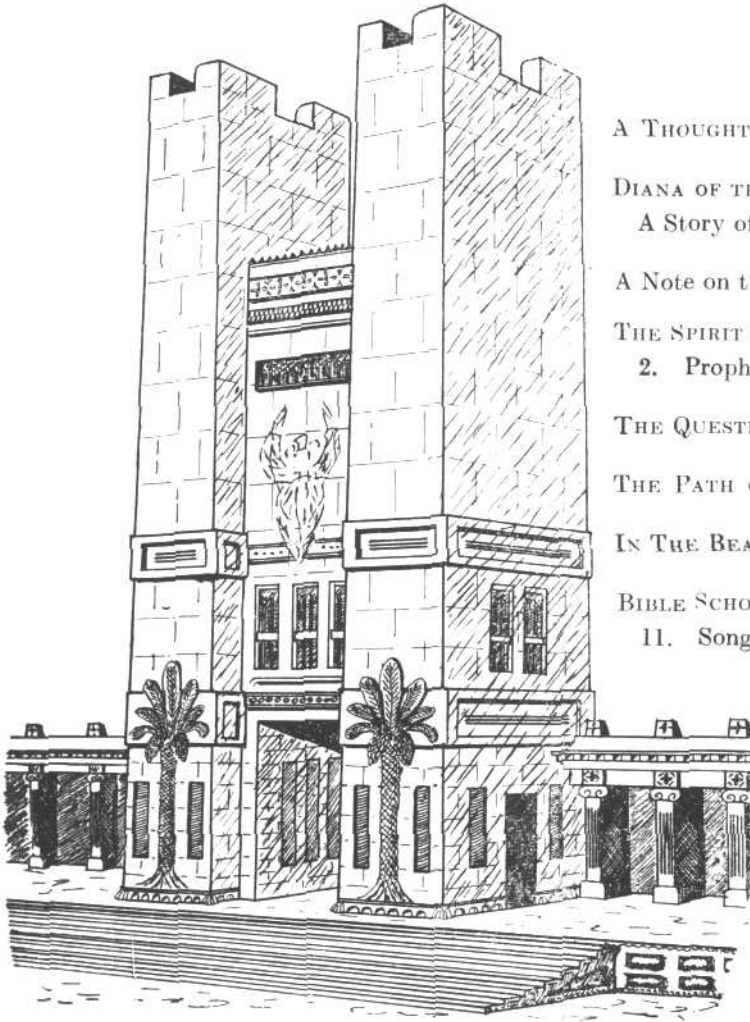 A THOUGHT
DIANA OF TH
A Story of
A Note on t
THE SPIRIT
2. Proph
THE QUESTI
THE PATH
IN THE BEA
BIBLE SCHO
11. Song